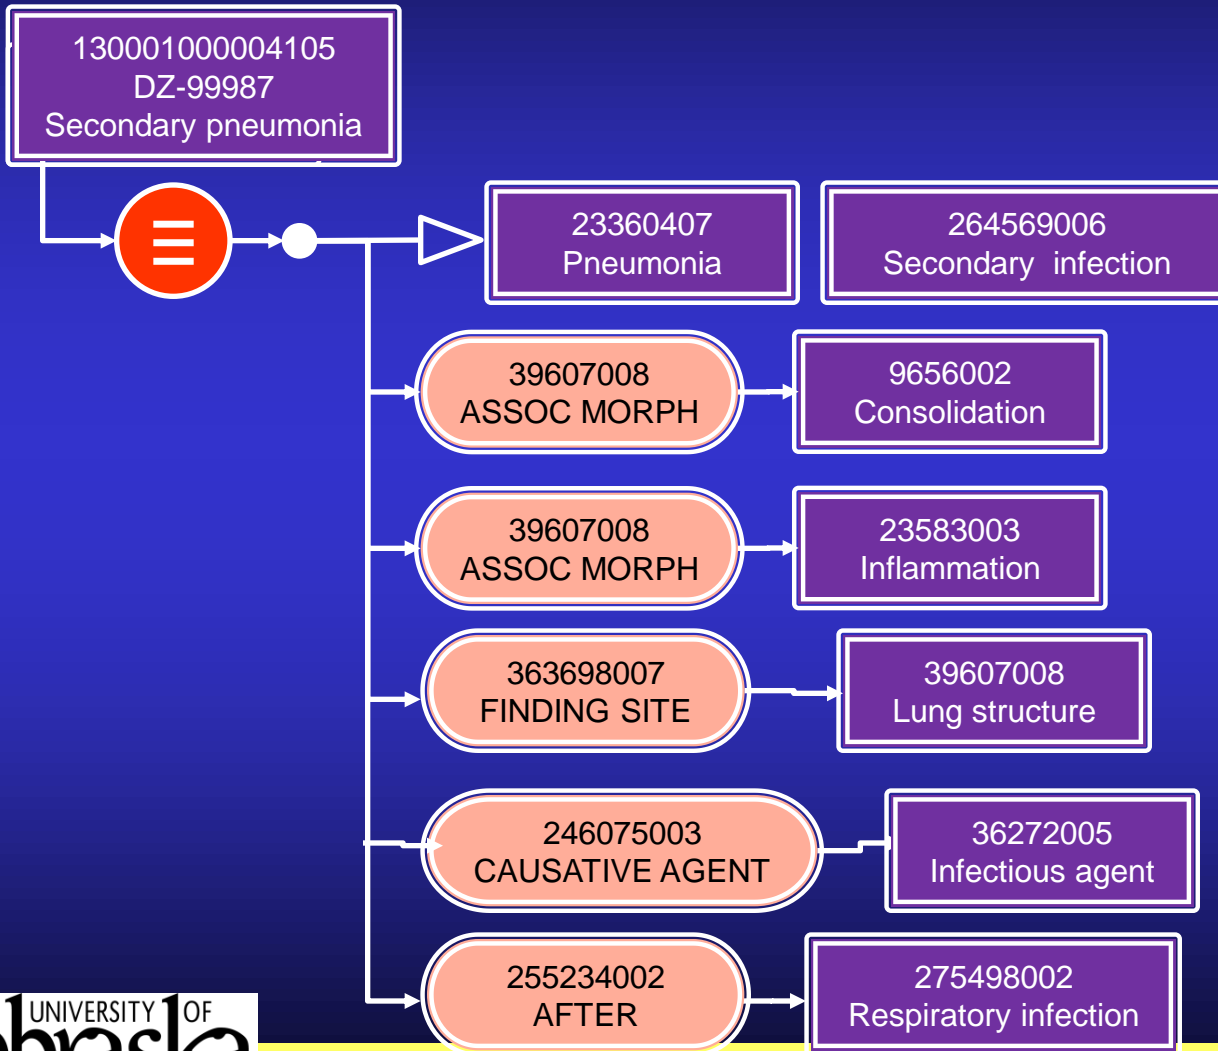 130001000004105
DZ-99987
Secondary pneumonia
☰
23360407
Pneumonia
264569006
Secondary infection
39607008
ASSOC MORPH
9656002
Consolidation
39607008
ASSOC MORPH
23583003
Inflammation
363698007
FINDING SITE
39607008
Lung structure
246075003
CAUSATIVE AGENT
36272005
Infectious agent
255234002
AFTER
275498002
Respiratory infection
UNIVERSITY OF